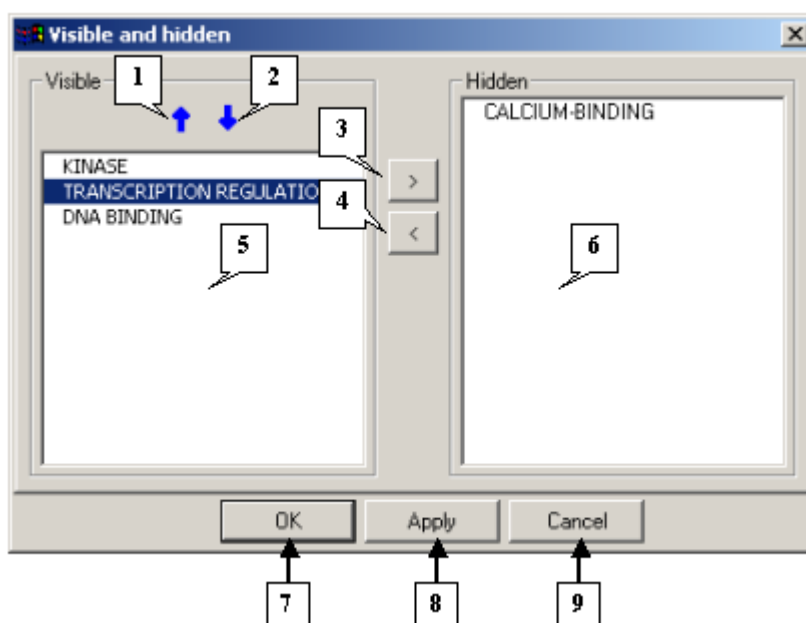 Visible and hidden
Visible
1
2
3
4
KINASE
TRANSCRIPTION REGULATIO
DNA BINDING
5
>
<
Hidden
CALCIUM-BINDING
6
OK
Apply
Cancel
7
8
9